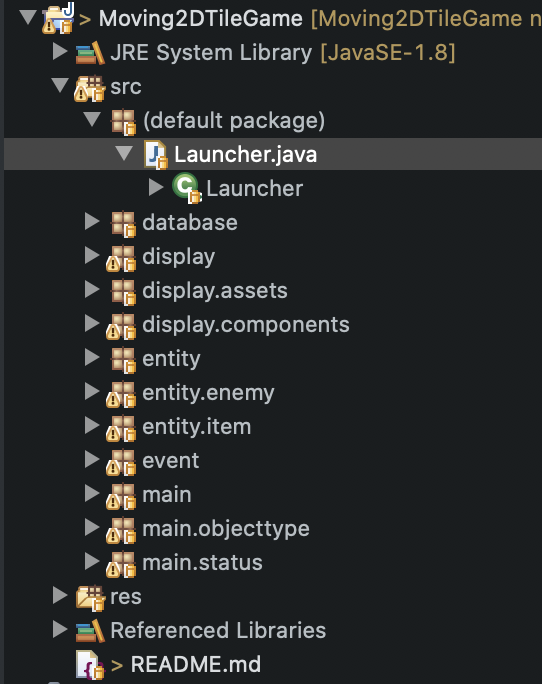 > Moving2DTileGame [Moving2DTileGame n
JRE System Library [JavaSE-1.8]
src
(default package)
Launcher.java
Launcher
database
display
display.assets
display.components
entity
entity.enemy
entity.item
event
main
main.objecttype
main.status
res
Referenced Libraries
> README.md